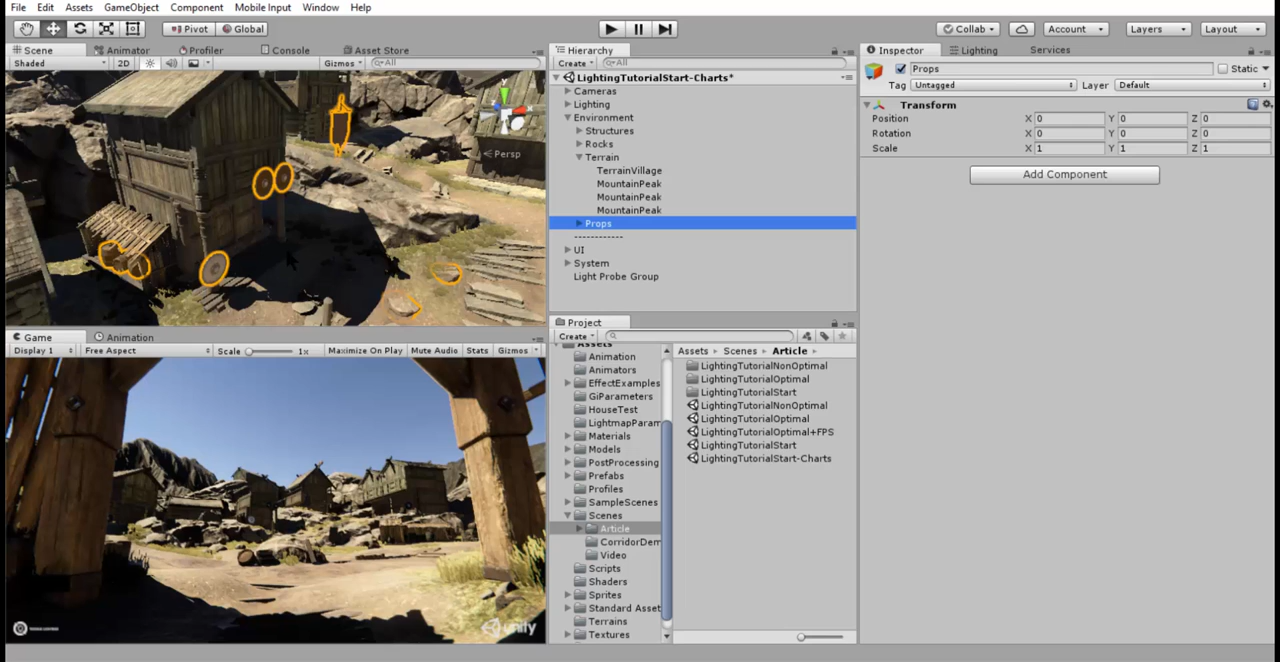 File Edit Assets GameObject Component Mobile Input Window Help
Pivot Global Collab Account Layers Layout
Scene Animator Profiler Console Asset Store
Shaded 2D Gizmos All
Persp
y
Game Animation
Display 1 Free Aspect Scale 1x Maximize On Play Mute Audio Stats Gizmos
unity
Hierarchy
Create All
LightingTutorialStart-Charts*
Cameras
Lighting
Environment
Structures
Rocks
Terrain
TerrainVillage
MountainPeak
MountainPeak
MountainPeak
Props
------------
UI
System
Light Probe Group
Project
Create
Assets
Animation
Animators
EffectExamples
GiParameters
HouseTest
LightmapParam
Materials
Models
PostProcessing
Prefabs
Profiles
SampleScenes
Scenes
Article
CorridorDem
Video
Scripts
Shaders
Sprites
Standard Asset
Terrains
Textures
Assets Scenes Article
LightingTutorialNonOptimal
LightingTutorialOptimal
LightingTutorialStart
LightingTutorialNonOptimal
LightingTutorialOptimal
LightingTutorialOptimal+FPS
LightingTutorialStart
LightingTutorialStart-Charts
Inspector Lighting Services
Props Static
Tag Untagged Layer Default
Transform
Position X 0 Y 0 Z 0
Rotation X 0 Y 0 Z 0
Scale X 1 Y 1 Z 1
Add Component